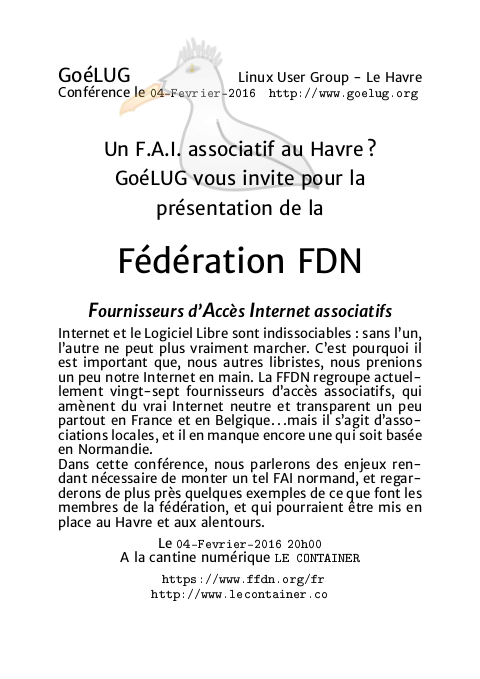 GoéLUG Linux User Group – Le Havre
Conférence le 04-Fevrier-2016 http://www.goelug.org
Un F.A.I. associatif au Havre ?
GoéLUG vous invite pour la
présentation de la
Fédération FDN
Fournisseurs d'Accès Internet associatifs
Internet et le Logiciel Libre sont indissociables : sans l'un,
l'autre ne peut plus vraiment marcher. C'est pourquoi il
est important que, nous autres libristes, nous prenions
un peu notre Internet en main. La FFDN regroupe actuel-
lement vingt-sept fournisseurs d'accès associatifs, qui
amènent du vrai Internet neutre et transparent un peu
partout en France et en Belgique...mais il s'agit d'asso-
ciations locales, et il en manque encore une qui soit basée
en Normandie.
Dans cette conférence, nous parlerons des enjeux ren-
dant nécessaire de monter un tel FAI normand, et regar-
derons de plus près quelques exemples de ce que font les
membres de la fédération, et qui pourraient être mis en
place au Havre et aux alentours.
Le 04-Fevrier-2016 20h00
A la cantine numérique LE CONTAINER
https://www.ffdn.org/fr
http://www.lecontainer.co